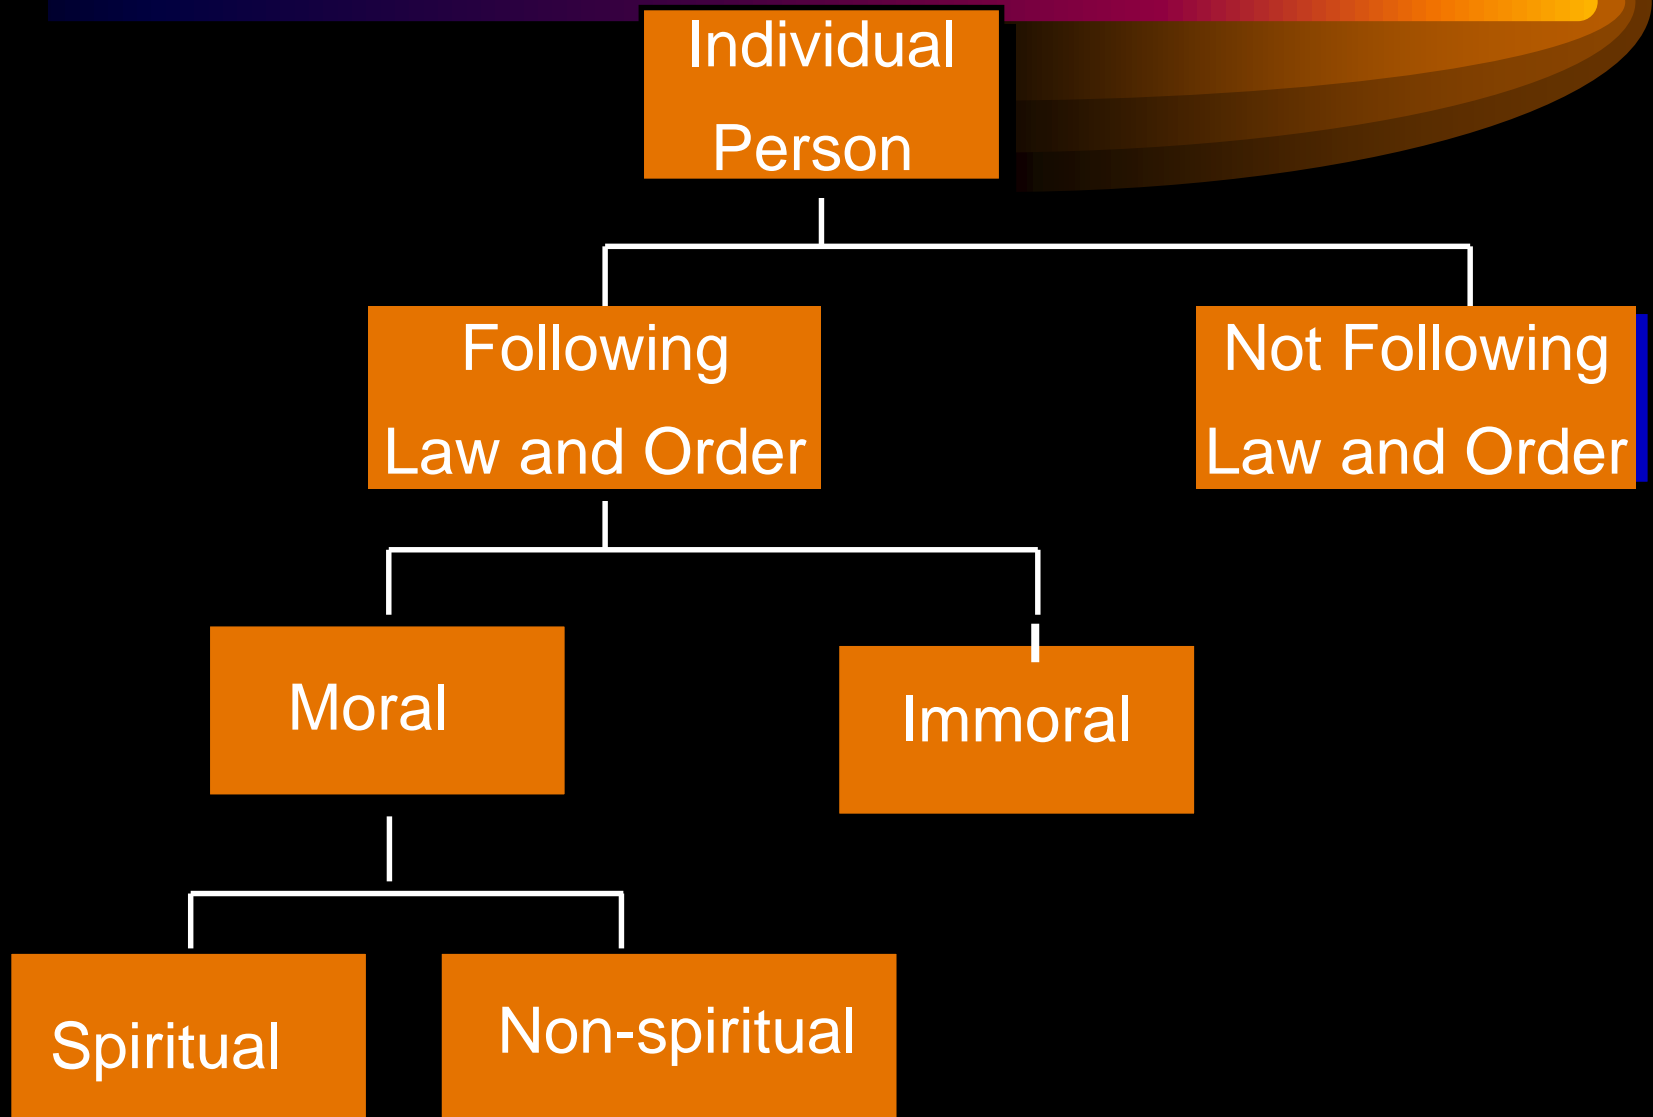 Individual
Person
Following
Law and Order
Not Following
Law and Order
Moral
Immoral
Spiritual
Non-spiritual